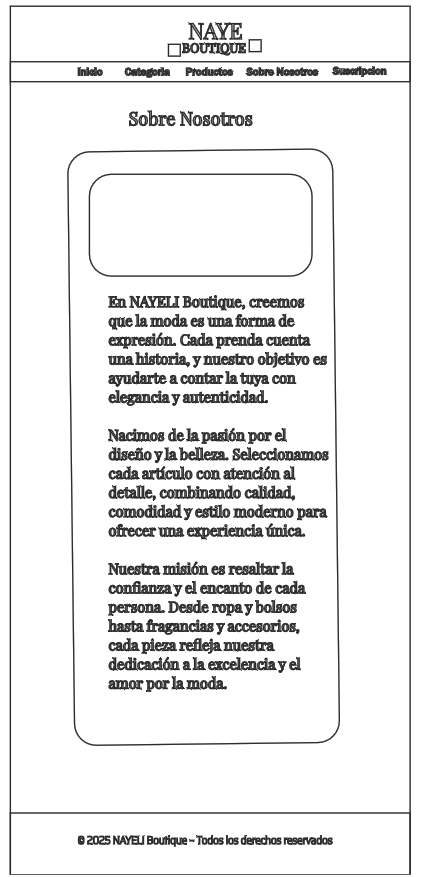 NAYE
BOUTIQUE
Inicio Categoria Productos Sobre Nosotros Suscripcion
Sobre Nosotros
En NAYELI Boutique, creemos
que la moda es una forma de
expresión. Cada prenda cuenta
una historia, y nuestro objetivo es
ayudarte a contar la tuya con
elegancia y autenticidad.
Nacimos de la pasión por el
diseño y la belleza. Seleccionamos
cada artículo con atención al
detalle, combinando calidad,
comodidad y estilo moderno para
ofrecer una experiencia única.
Nuestra misión es resaltar la
confianza y el encanto de cada
persona. Desde ropa y bolsos
hasta fragancias y accesorios,
cada pieza refleja nuestra
dedicación a la excelencia y el
amor por la moda.
© 2025 NAYELI Boutique – Todos los derechos reservados